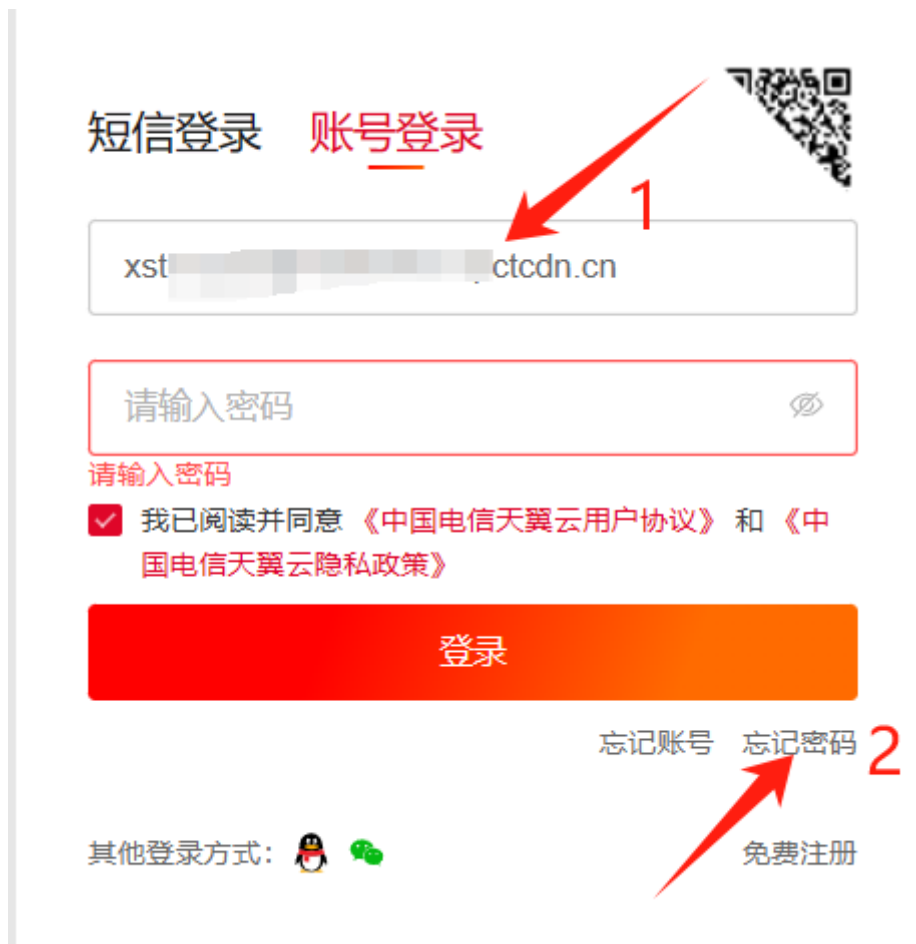 短信登录 账号登录
1
xst ctcdn.cn
请输入密码
请输入密码
我已阅读并同意 《中国电信天翼云用户协议》 和 《中
国电信天翼云隐私政策》
登录
忘记账号 忘记密码 2
其他登录方式: 免费注册